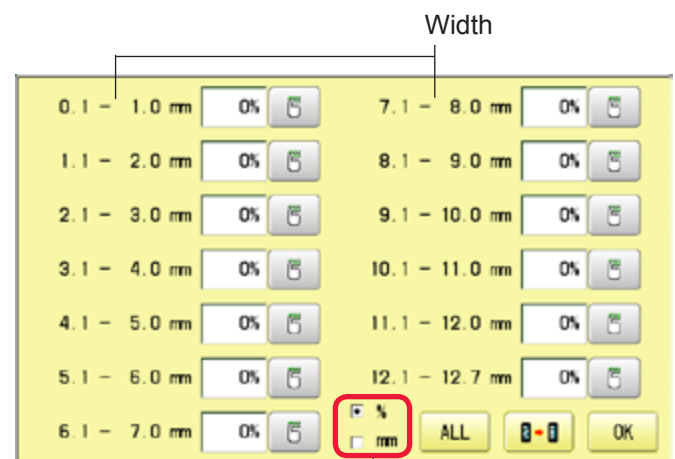 Width
0.1 - 1.0 mm 0% 7.1 - 8.0 mm 0%
1.1 - 2.0 mm 0% 8.1 - 9.0 mm 0%
2.1 - 3.0 mm 0% 9.1 - 10.0 mm 0%
3.1 - 4.0 mm 0% 10.1 - 11.0 mm 0%
4.1 - 5.0 mm 0% 11.1 - 12.0 mm 0%
5.1 - 6.0 mm 0% 12.1 - 12.7 mm 0%
%
6.1 - 7.0 mm 0% mm ALL OK